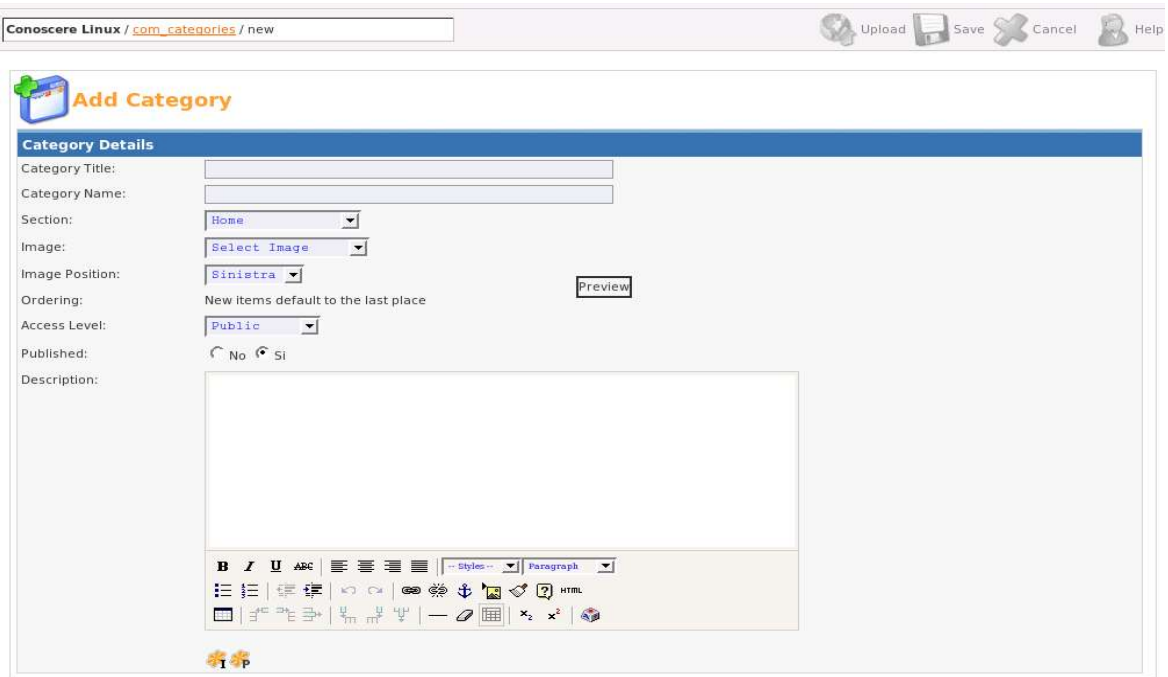 Conoscere Linux / com_categories / new
Upload Save Cancel Help
Add Category
Category Details
Category Title:
Category Name:
Section: Home
Image: Select Image
Image Position: Sinistra
Preview
Ordering: New items default to the last place
Access Level: Public
Published: No Si
Description:
B I U ABC -- Styles -- Paragraph
HTML
x2 x2
I P